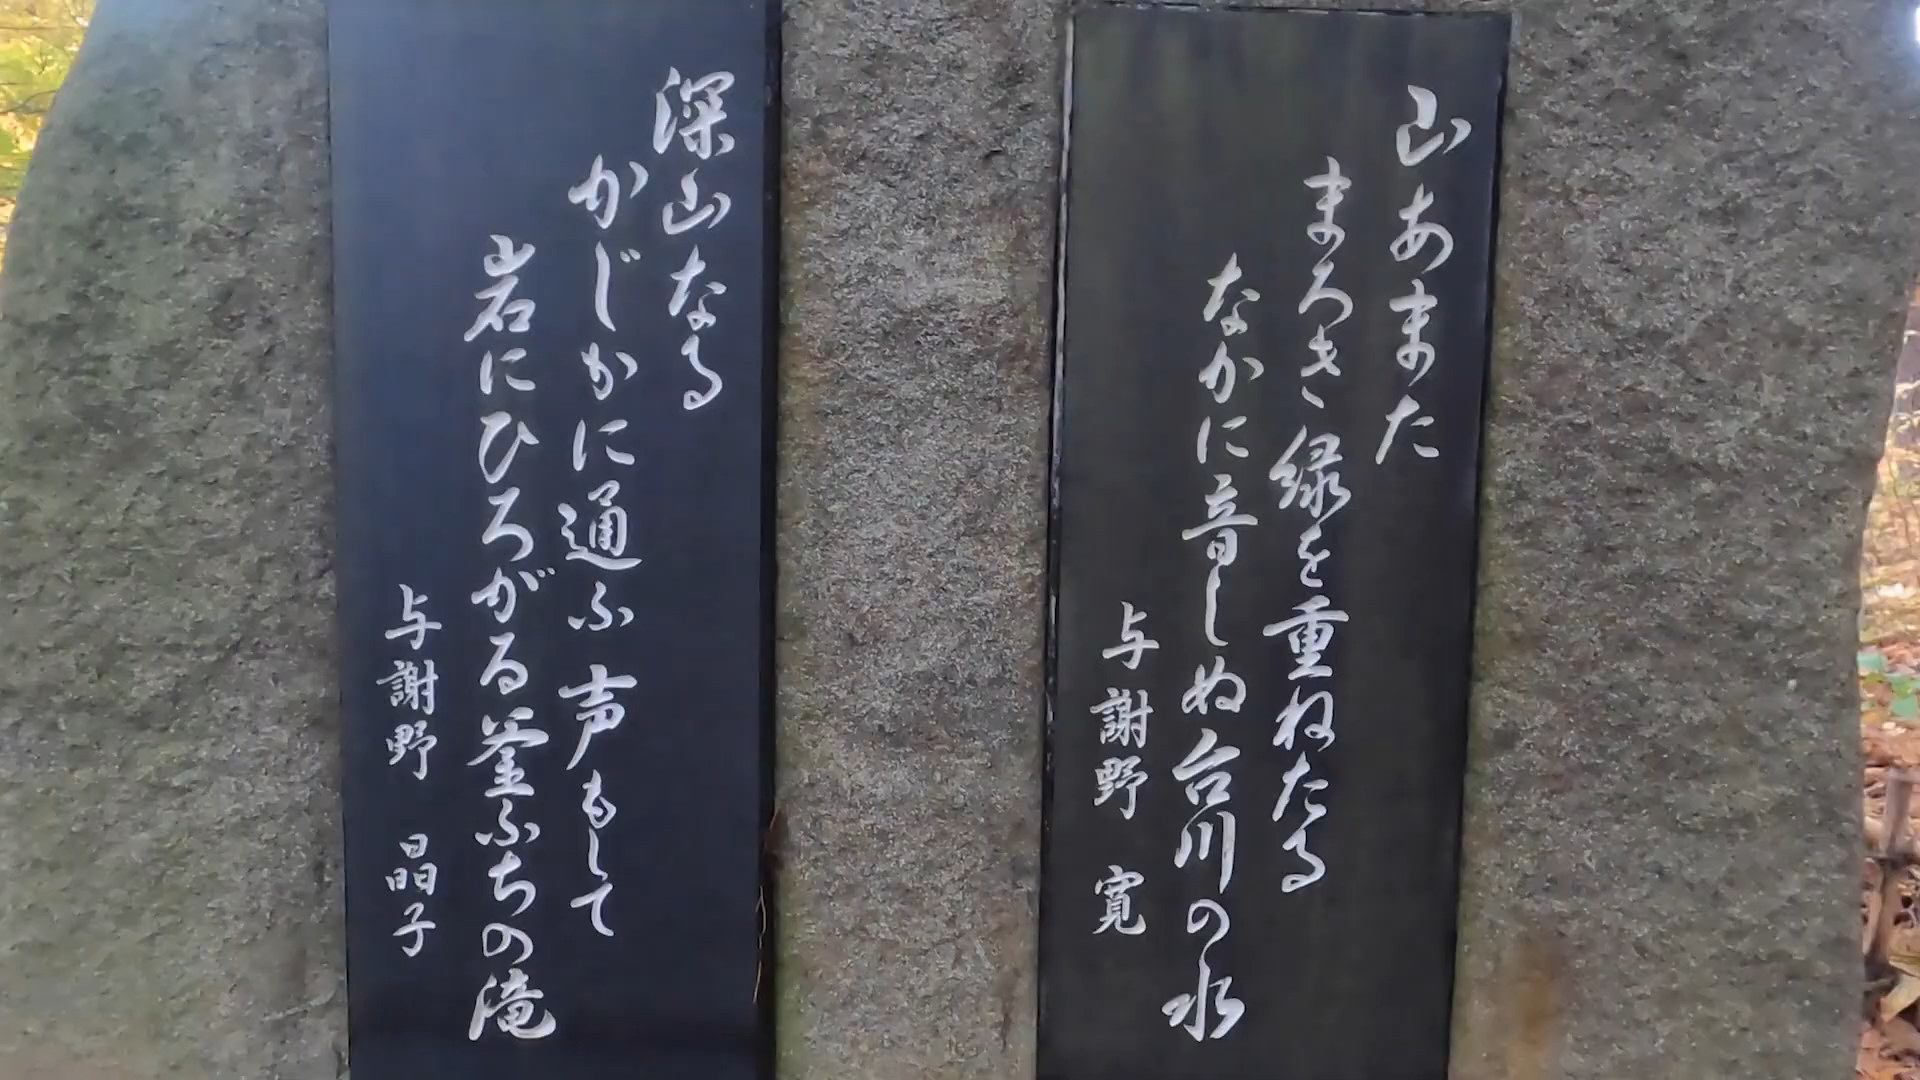 山あまた
まろき緑を重ねたる
なかに音しぬ台川の水
与謝野 寛
深山なる
かじかに通ふ声もして
岩にひろがる釜ふちの滝
与謝野 晶子